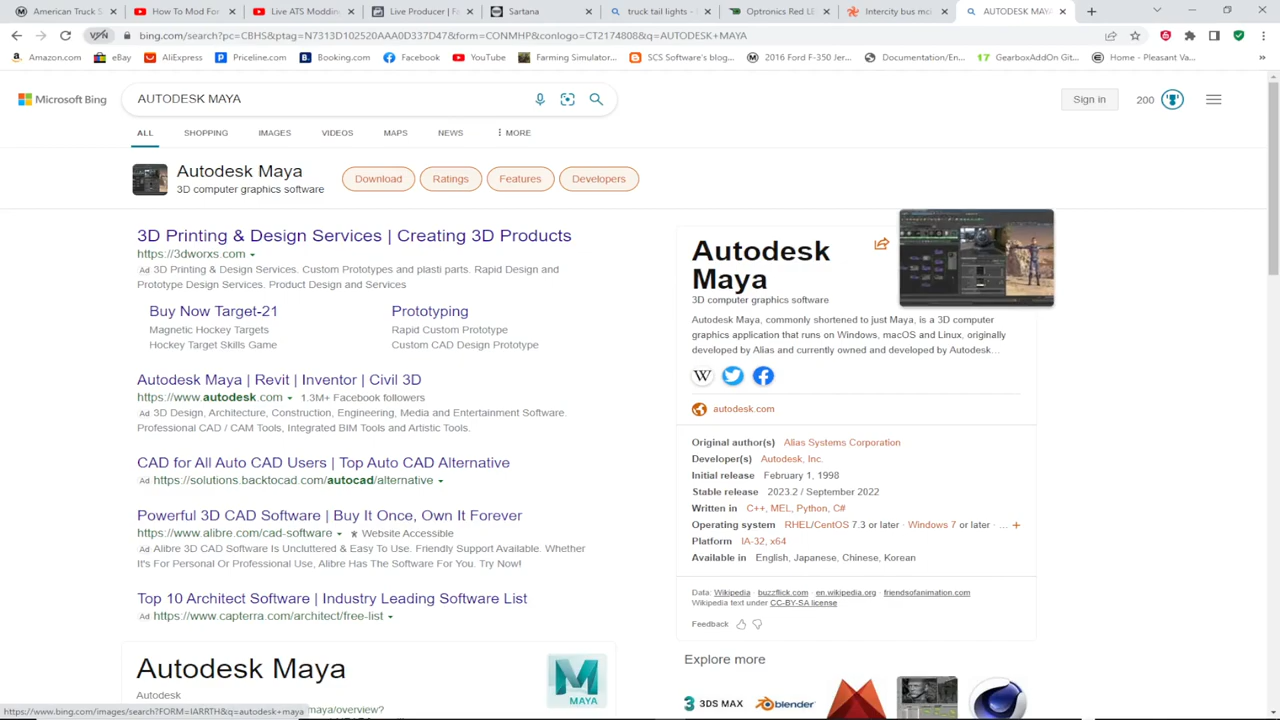 American Truck S
How To Mod For
Live ATS Moddin
Live Producer | Fa
Sartana
truck tail lights -
Optronics Red LE
Intercity bus mci
AUTODESK MAYA
VPN
bing.com/search?pc=CBHS&ptag=N7313D102520AAA0D337D47&form=CONMHP&conlogo=CT2174808&q=AUTODESK+MAYA
Amazon.com
eBay
AliExpress
Priceline.com
Booking.com
Facebook
YouTube
Farming Simulator...
SCS Software's blog...
2016 Ford F-350 Jer...
Documentation/En...
GearboxAddOn Git...
Home - Pleasant Va...
Microsoft Bing
AUTODESK MAYA
Sign in
200
ALL
SHOPPING
IMAGES
VIDEOS
MAPS
NEWS
MORE
Autodesk Maya
3D computer graphics software
Download
Ratings
Features
Developers
3D Printing & Design Services | Creating 3D Products
https://3dworxs.com
Ad 3D Printing & Design Services. Custom Prototypes and plasti parts. Rapid Design and
Prototype Design Services. Product Design and Services
Buy Now Target-21
Magnetic Hockey Targets
Hockey Target Skills Game
Prototyping
Rapid Custom Prototype
Custom CAD Design Prototype
Autodesk Maya | Revit | Inventor | Civil 3D
https://www.autodesk.com
1.3M+ Facebook followers
Ad 3D Design, Architecture, Construction, Engineering, Media and Entertainment Software.
Professional CAD / CAM Tools, Integrated BIM Tools and Artistic Tools.
CAD for All Auto CAD Users | Top Auto CAD Alternative
Ad https://solutions.backtocad.com/autocad/alternative
Powerful 3D CAD Software | Buy It Once, Own It Forever
https://www.alibre.com/cad-software
Website Accessible
Ad Alibre 3D CAD Software Is Uncluttered & Easy To Use. Friendly Support Available. Whether
It's For Personal Or Professional Use, Alibre Has The Software For You. Try Now!
Top 10 Architect Software | Industry Leading Software List
Ad https://www.capterra.com/architect/free-list
Autodesk Maya
Autodesk
MAYA
maya/overview?
https://www.bing.com/images/search?FORM=IARRTH&q=autodesk+maya
Autodesk
Maya
3D computer graphics software
Autodesk Maya, commonly shortened to just Maya, is a 3D computer
graphics application that runs on Windows, macOS and Linux, originally
developed by Alias and currently owned and developed by Autodesk...
W
autodesk.com
Original author(s) Alias Systems Corporation
Developer(s) Autodesk, Inc.
Initial release February 1, 1998
Stable release 2023.2 / September 2022
Written in C++, MEL, Python, C#
Operating system RHEL/CentOS 7.3 or later · Windows 7 or later · ... +
Platform IA-32, x64
Available in English, Japanese, Chinese, Korean
Data: Wikipedia · buzzflick.com · en.wikipedia.org · friendsofanimation.com
Wikipedia text under CC-BY-SA license
Feedback
Explore more
3 3DS MAX
blender